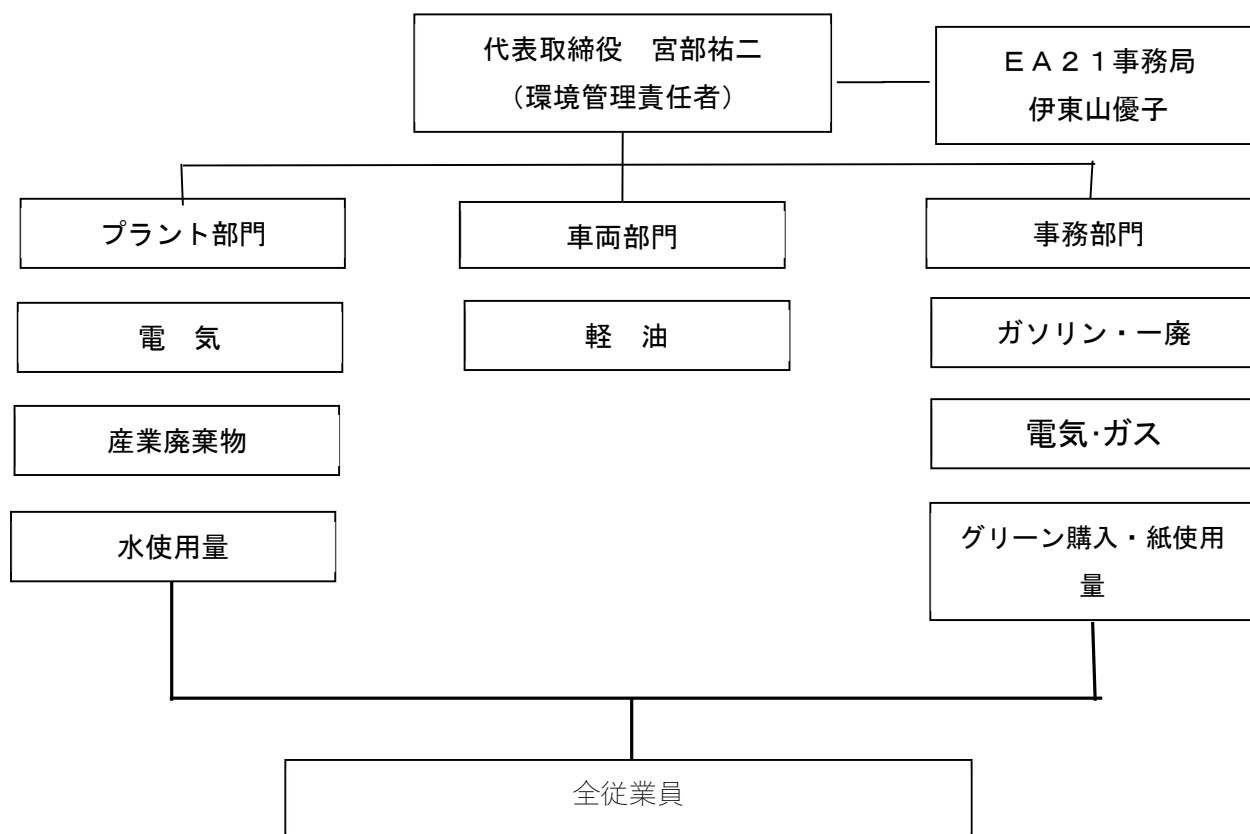 代表取締役　宮部祐二
（環境管理責任者）
ＥＡ２１事務局
伊東山優子
プラント部門
車両部門
事務部門
電　気
軽　油
ガソリン・一廃
産業廃棄物
電気･ガス
水使用量
グリーン購入・紙使用
量
全従業員